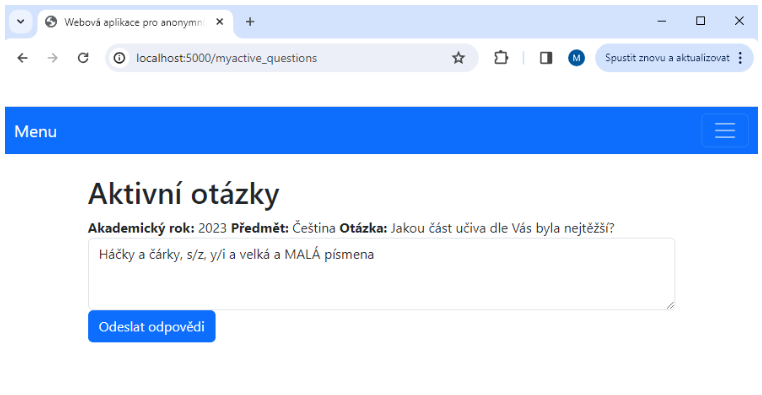 Webová aplikace pro anonymn
localhost:5000/myactive_questions
M
Spustit znovu a aktualizovat
Menu
Aktivní otázky
Akademický rok: 2023 Předmět: Čeština Otázka: Jakou část učiva dle Vás byla nejtěžší?
Háčky a čárky, s/z, y/i a velká a MALÁ písmena
Odeslat odpovědi